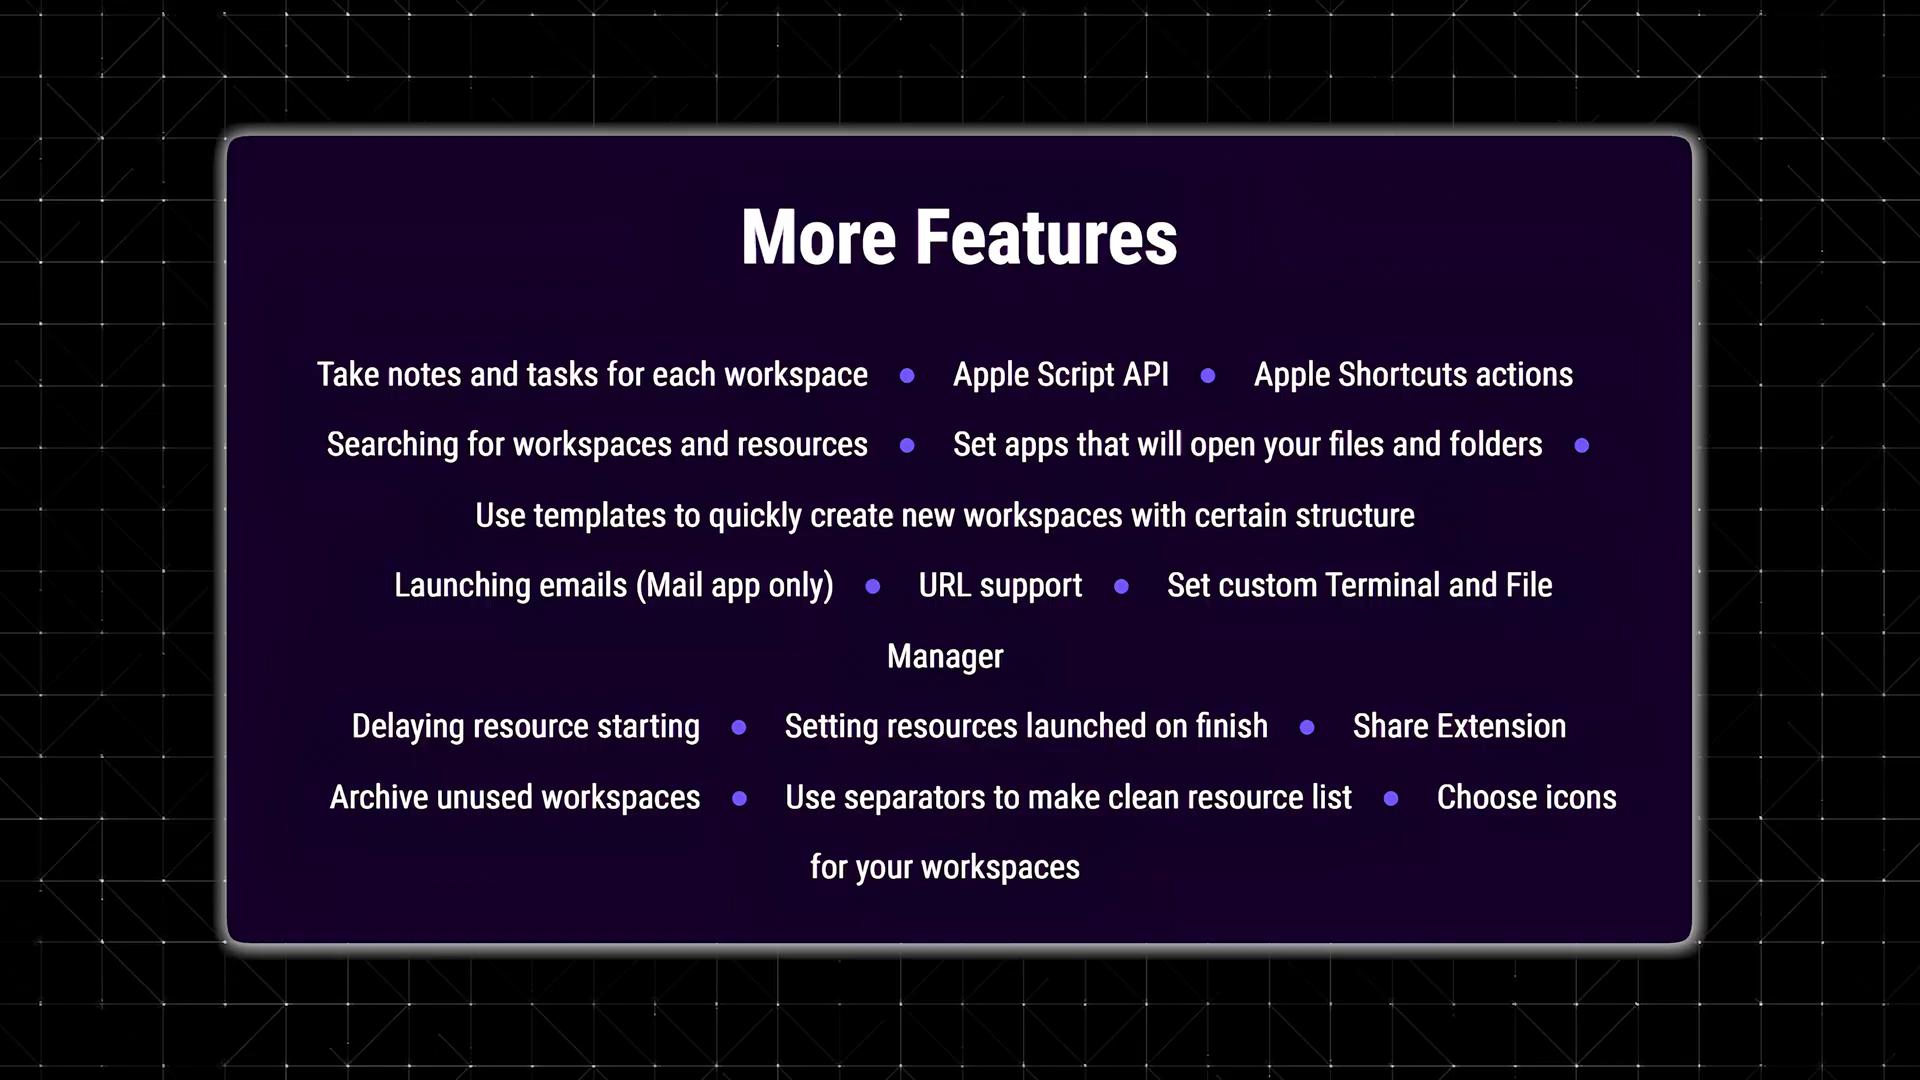 More Features
Take notes and tasks for each workspace • Apple Script API • Apple Shortcuts actions
Searching for workspaces and resources • Set apps that will open your files and folders •
Use templates to quickly create new workspaces with certain structure
Launching emails (Mail app only) • URL support • Set custom Terminal and File
Manager
Delaying resource starting • Setting resources launched on finish • Share Extension
Archive unused workspaces • Use separators to make clean resource list • Choose icons
for your workspaces